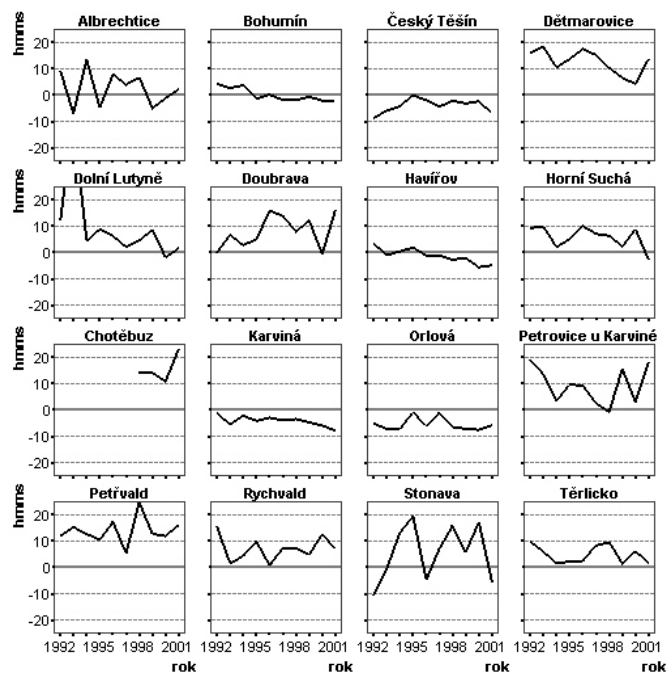 Albrechtice Bohumín Český Těšín Dětmarovice
hmms
20
10
0
-10
-20
Dolní Lutyně Doubrava Havířov Horní Suchá
hmms
20
10
0
-10
-20
Chotěbuz Karviná Orlová Petrovice u Karviné
hmms
20
10
0
-10
-20
Petřvald Rychvald Stonava Těrlicko
hmms
20
10
0
-10
-20
1992 1995 1998 2001 1992 1995 1998 2001 1992 1995 1998 2001 1992 1995 1998 2001
rok rok rok rok